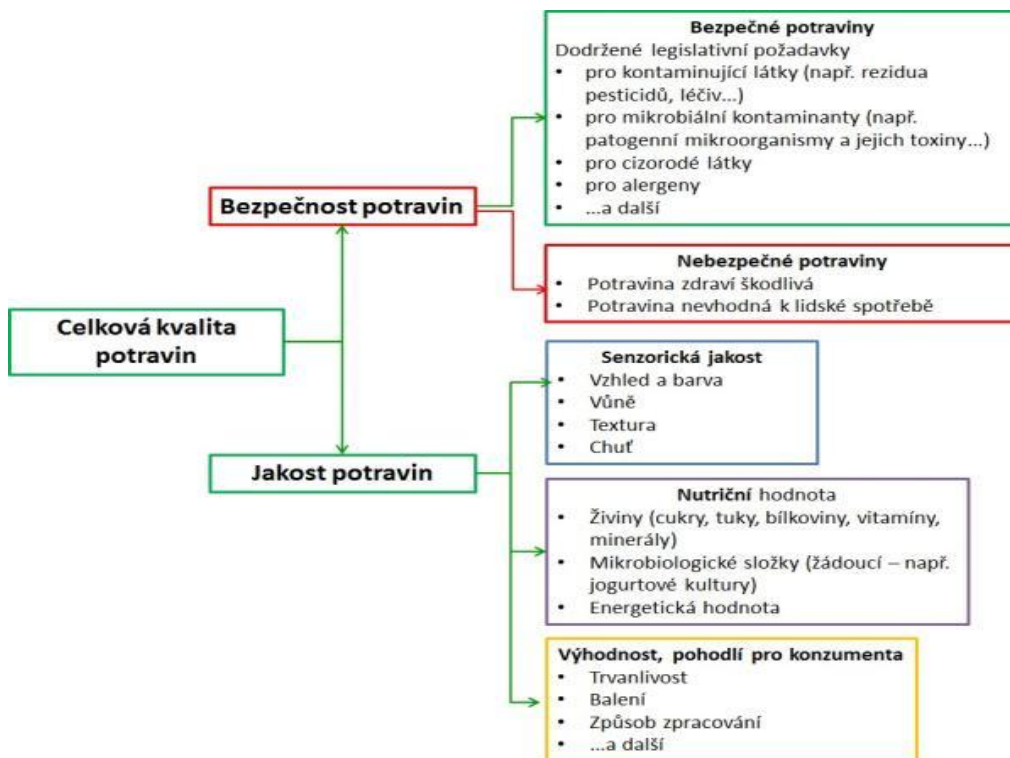 Bezpečné potraviny
Dodržené legislativní požadavky
• pro kontaminující látky (např. rezidua
pesticidů, léčiv...)
• pro mikrobiální kontaminanty (např.
patogenní mikroorganismy a jejich toxiny...)
• pro cizorodé látky
• pro alergeny
• ...a další
Bezpečnost potravin
Nebezpečné potraviny
• Potravina zdraví škodlivá
• Potravina nevhodná k lidské spotřebě
Celková kvalita
potravin
Senzorická jakost
• Vzhled a barva
• Vůně
• Textura
• Chuť
Jakost potravin
Nutriční hodnota
• Živiny (cukry, tuky, bílkoviny, vitamíny,
minerály)
• Mikrobiologické složky (žádoucí – např.
jogurtové kultury)
• Energetická hodnota
Výhodnost, pohodlí pro konzumenta
• Trvanlivost
• Balení
• Způsob zpracování
• ...a další